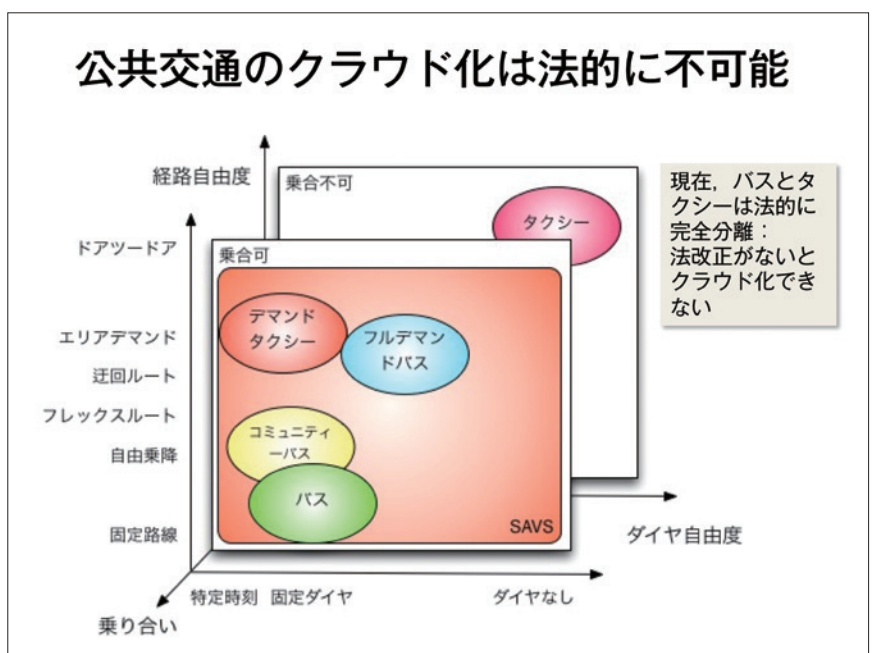 公共交通のクラウド化は法的に不可能
経路自由度
乗合不可
タクシー
現在，バスとタ
クシーは法的に
完全分離：
法改正がないと
クラウド化でき
ない
ドアツードア
乗合可
デマンド
タクシー
フルデマン
ドバス
エリアデマンド
迂回ルート
フレックスルート
自由乗降
コミュニティ
ーバス
バス
固定路線
SAVS
ダイヤ自由度
特定時刻 固定ダイヤ
ダイヤなし
乗り合い